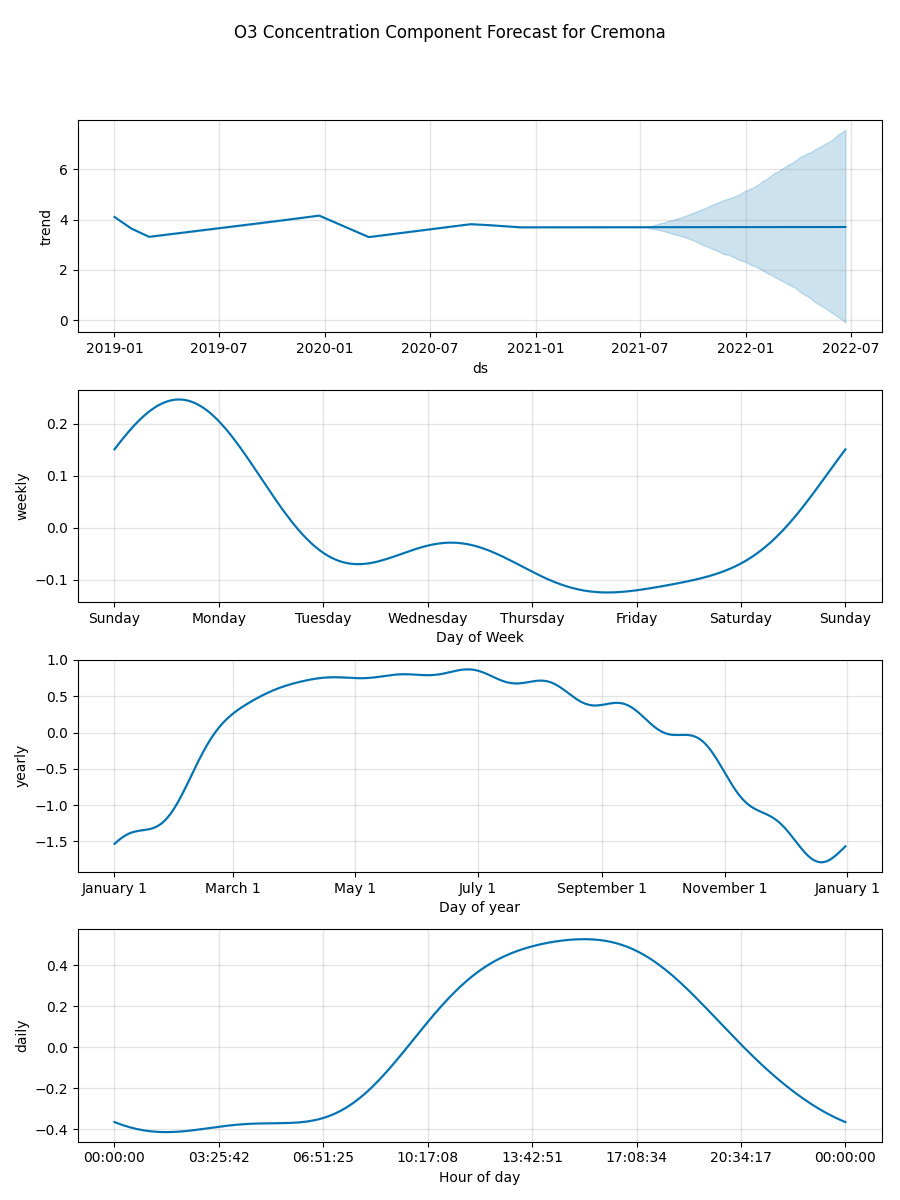 O3 Concentration Component Forecast for Cremona
6
4
2
0
trend
2019-01 2019-07 2020-01 2020-07 2021-01 2021-07 2022-01 2022-07
ds
0.2
0.1
0.0
−0.1
weekly
Sunday Monday Tuesday Wednesday Thursday Friday Saturday Sunday
Day of Week
1.0
0.5
0.0
−0.5
−1.0
−1.5
yearly
January 1 March 1 May 1 July 1 September 1 November 1 January 1
Day of year
0.4
0.2
0.0
−0.2
−0.4
daily
00:00:00 03:25:42 06:51:25 10:17:08 13:42:51 17:08:34 20:34:17 00:00:00
Hour of day